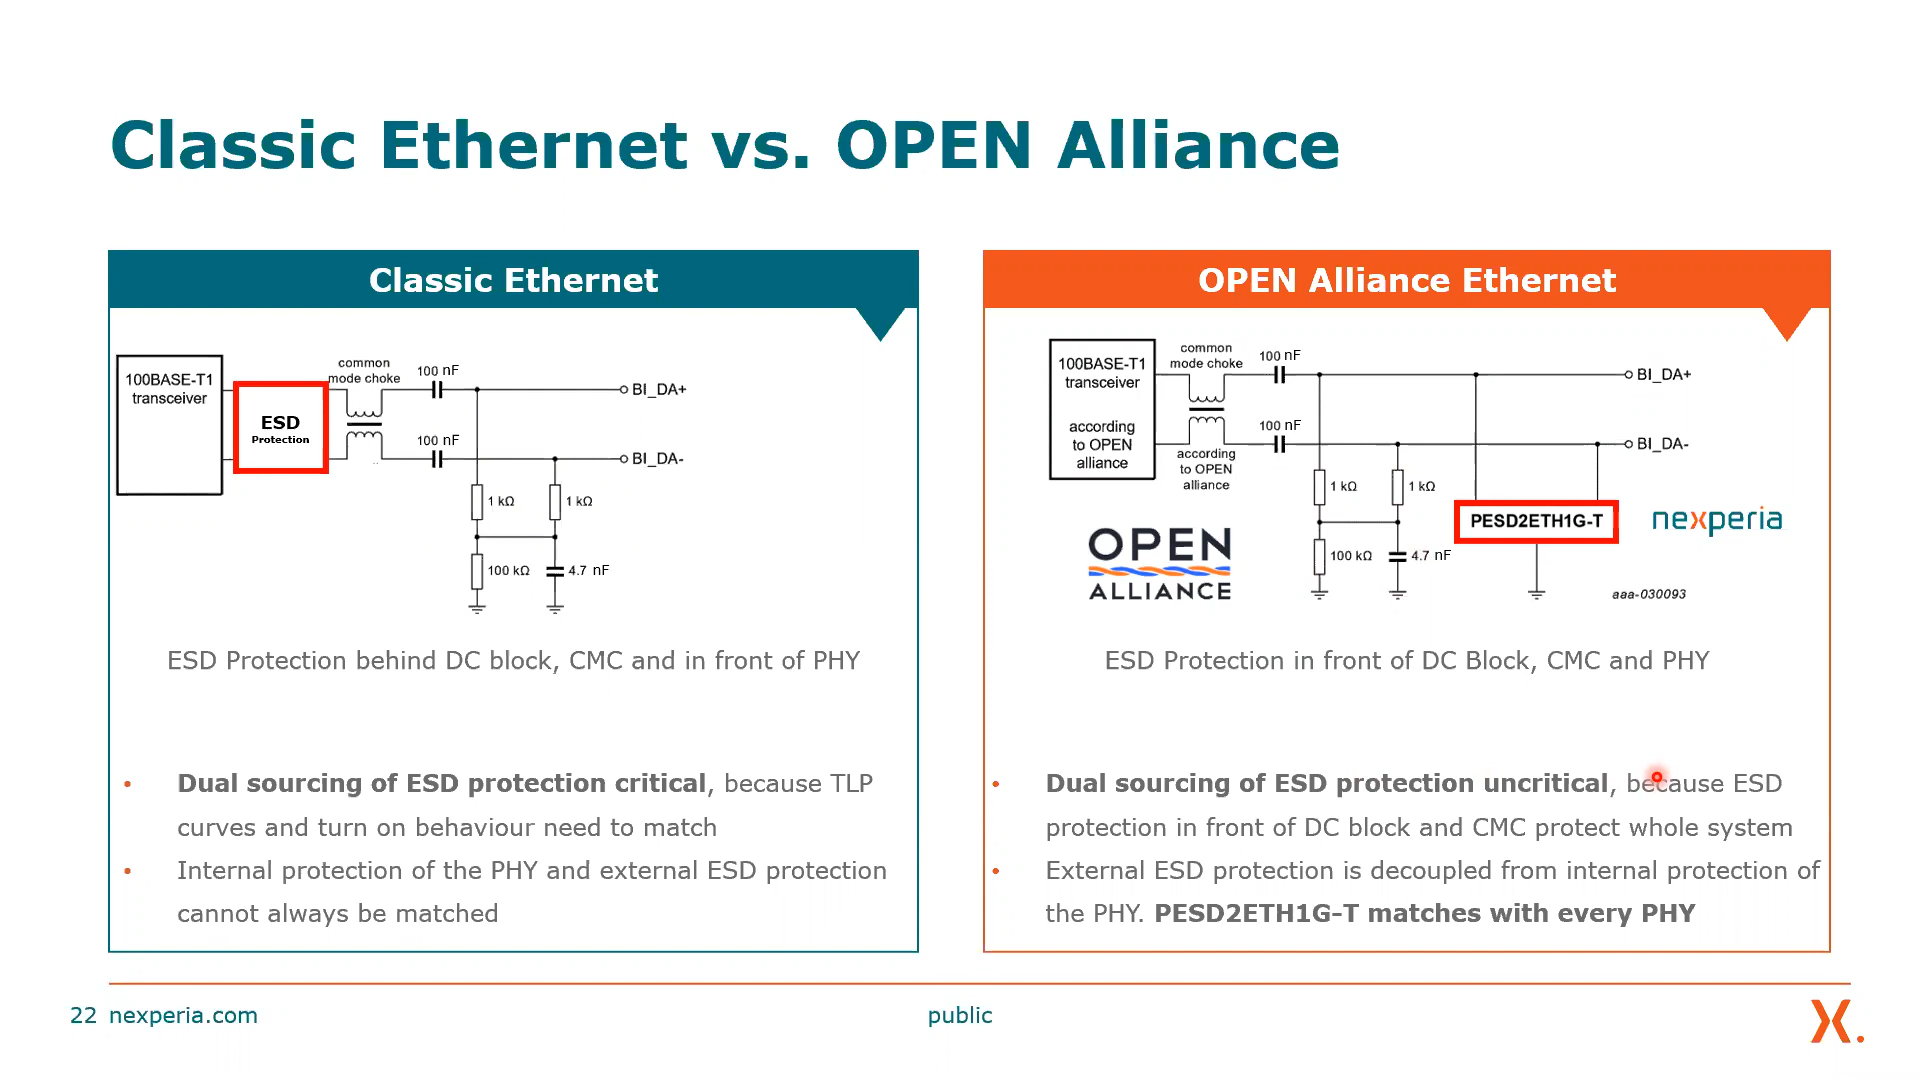 Classic Ethernet vs. OPEN Alliance
Classic Ethernet
100BASE-T1
transceiver
ESD
Protection
common
mode choke
100 nF
100 nF
BI_DA+
BI_DA-
1 kΩ
1 kΩ
100 kΩ
4.7 nF
ESD Protection behind DC block, CMC and in front of PHY
• Dual sourcing of ESD protection critical, because TLP
curves and turn on behaviour need to match
• Internal protection of the PHY and external ESD protection
cannot always be matched
OPEN Alliance Ethernet
100BASE-T1
transceiver
according
to OPEN
alliance
common
mode choke
according
to OPEN
alliance
100 nF
100 nF
BI_DA+
BI_DA-
1 kΩ
1 kΩ
100 kΩ
4.7 nF
PESD2ETH1G-T
nexperia
OPEN
ALLIANCE
aaa-030093
ESD Protection in front of DC Block, CMC and PHY
• Dual sourcing of ESD protection uncritical, because ESD
protection in front of DC block and CMC protect whole system
• External ESD protection is decoupled from internal protection of
the PHY. PESD2ETH1G-T matches with every PHY
22 nexperia.com
public